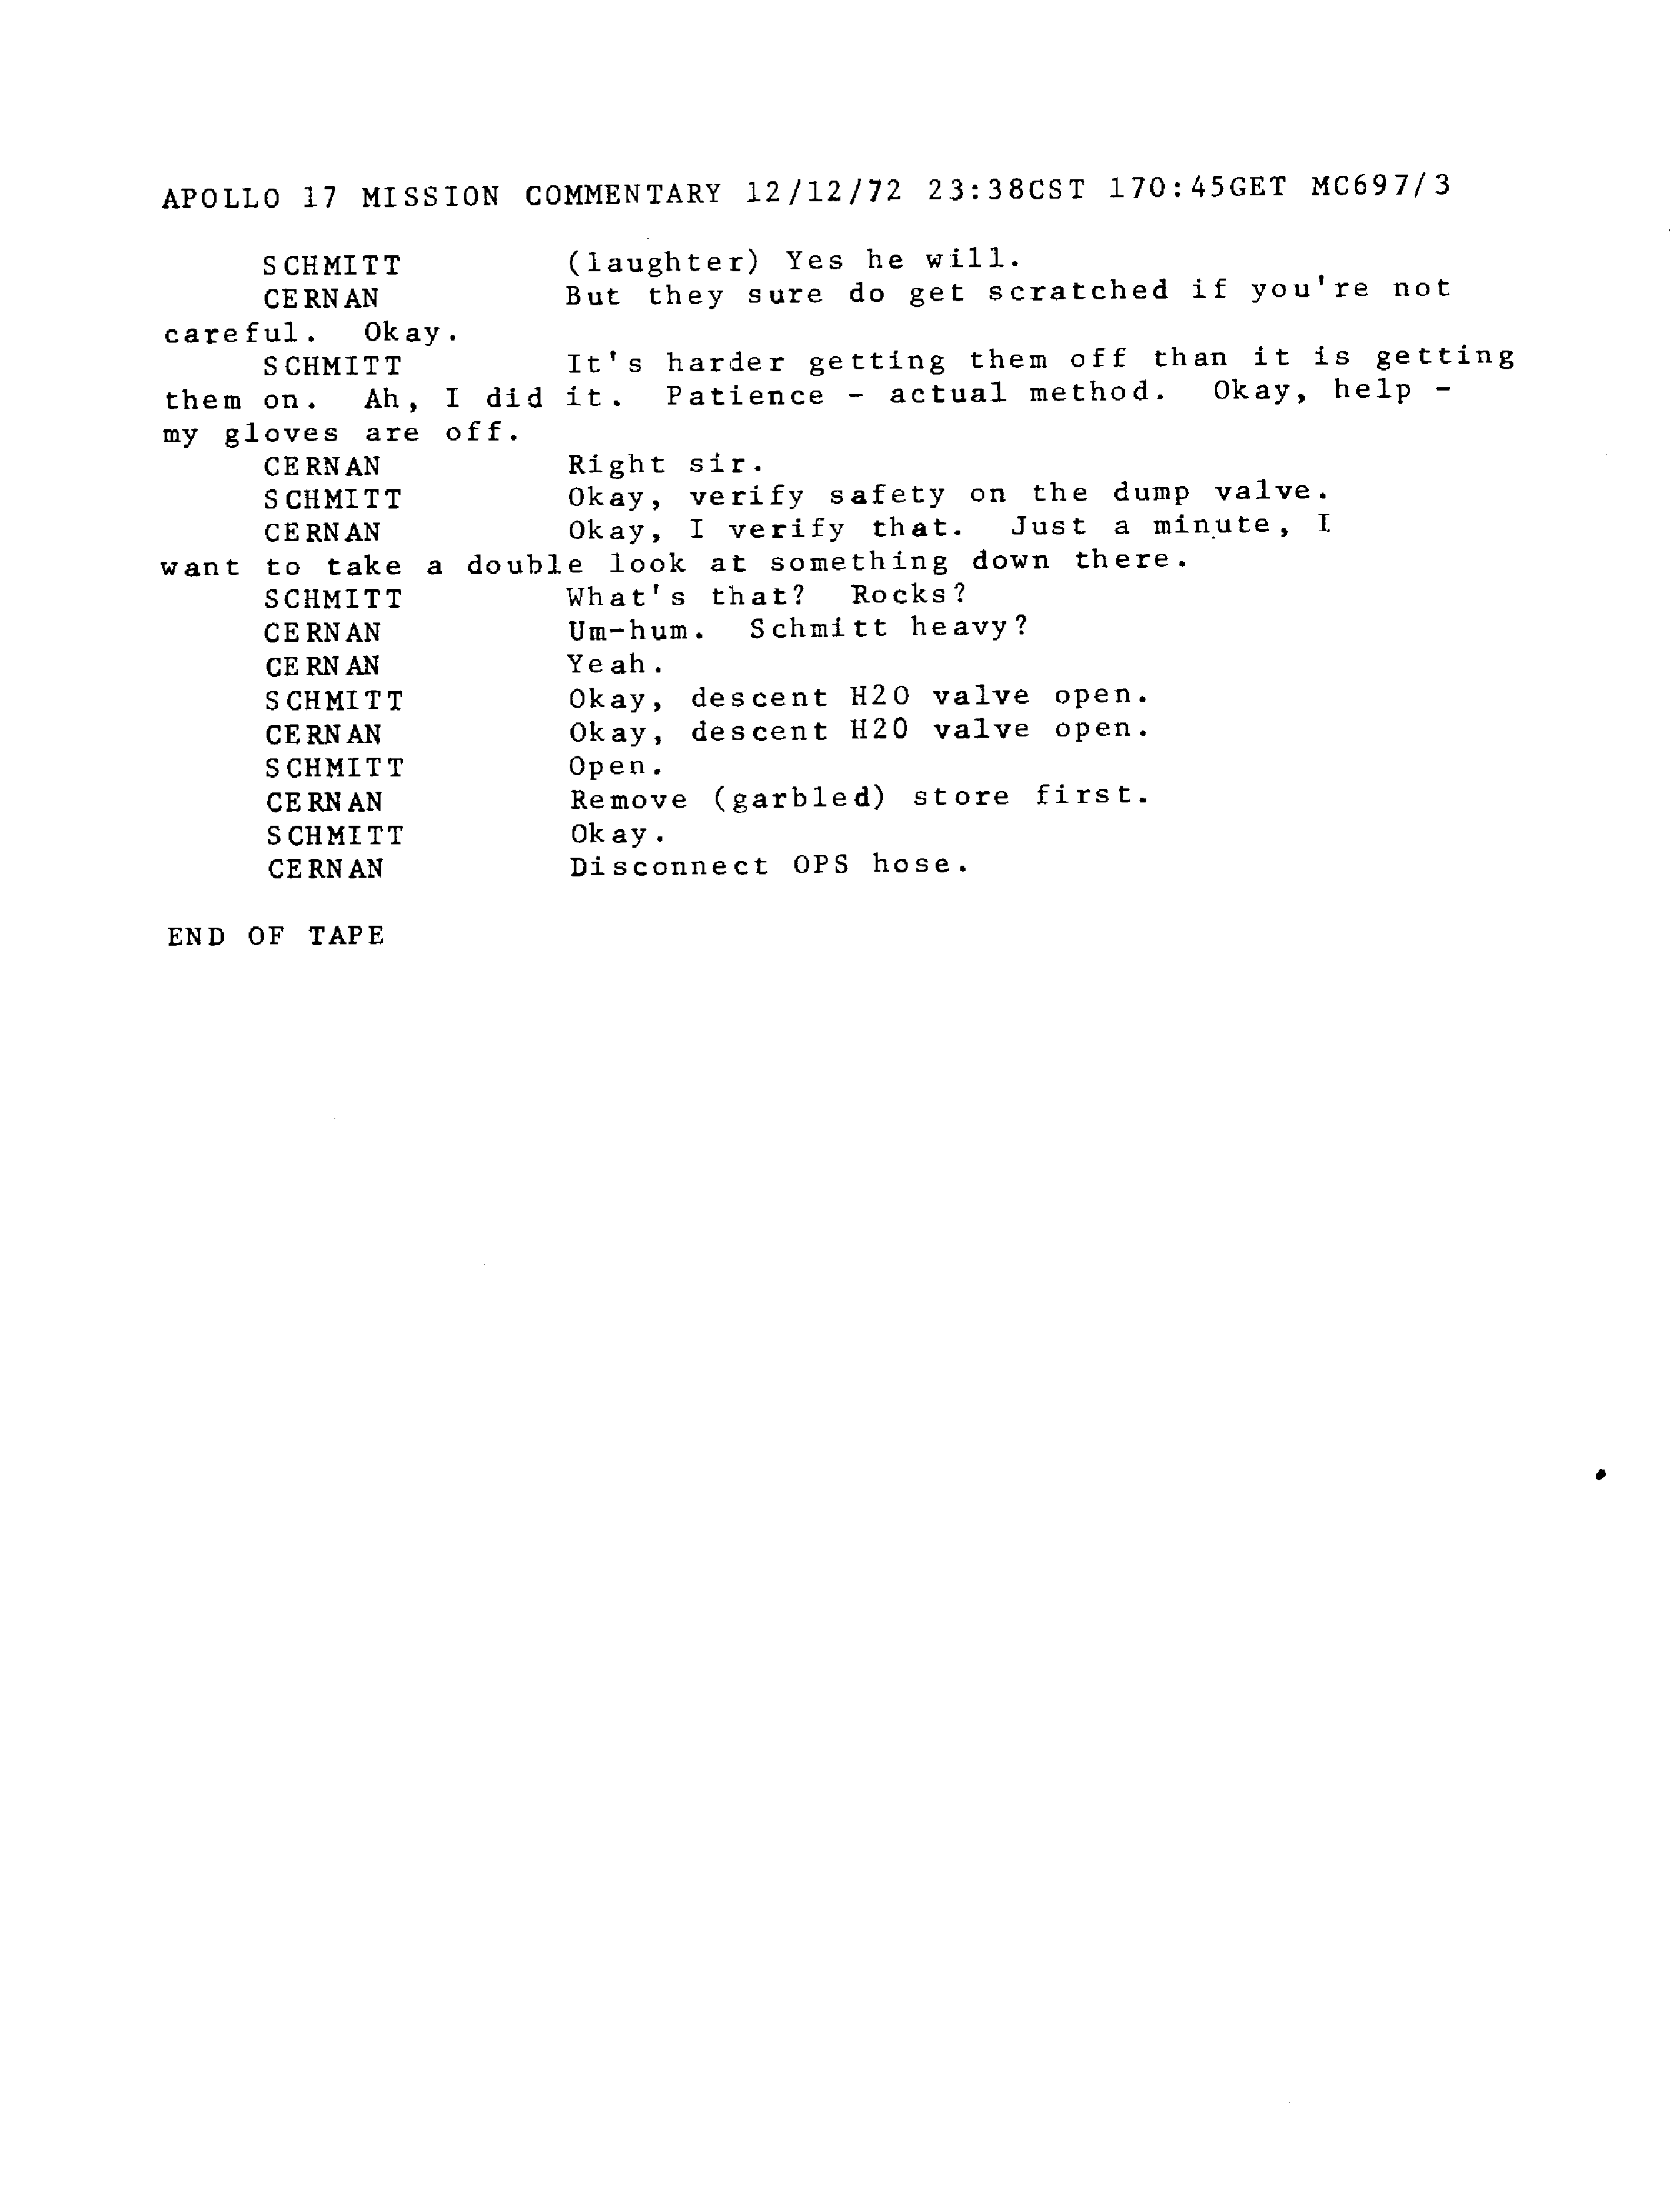 APOLLO 17 MISSION COMMENTARY 12/12/72 23:38CST 170:45GET MC697/3
SCHMITT (laughter) Yes he will.
CERNAN But they sure do get scratched if you're not
careful. Okay.
SCHMITT It's harder getting them off than it is getting
them on. Ah, I did it. Patience - actual method. Okay, help -
my gloves are off.
CERNAN Right sir.
SCHMITT Okay, verify safety on the dump valve.
CERNAN Okay, I verify that. Just a minute, I
want to take a double look at something down there.
SCHMITT What's that? Rocks?
CERNAN Um-hum. Schmitt heavy?
CERNAN Yeah.
SCHMITT Okay, descent H2O valve open.
CERNAN Okay, descent H2O valve open.
SCHMITT Open.
CERNAN Remove (garbled) store first.
SCHMITT Okay.
CERNAN Disconnect OPS hose.
END OF TAPE